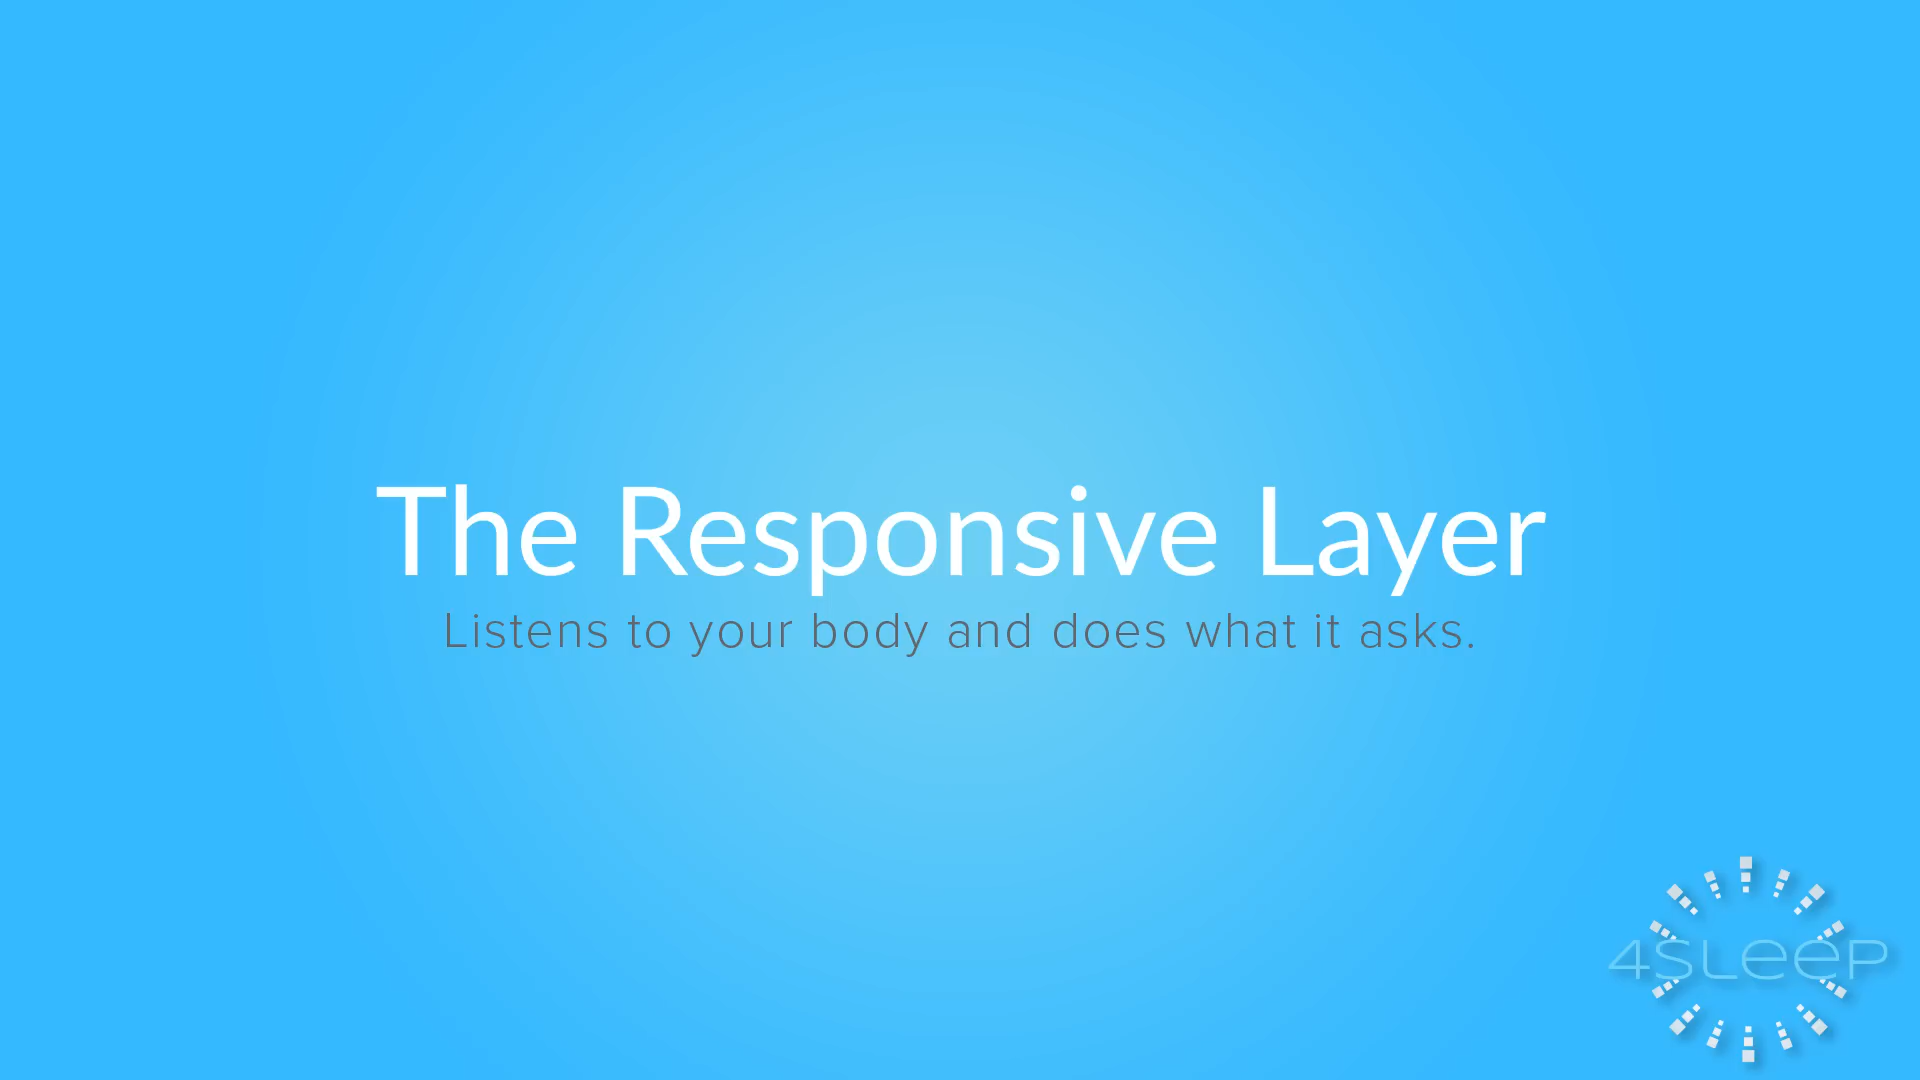 The Responsive Layer
Listens to your body and does what it asks.
4SLeeP